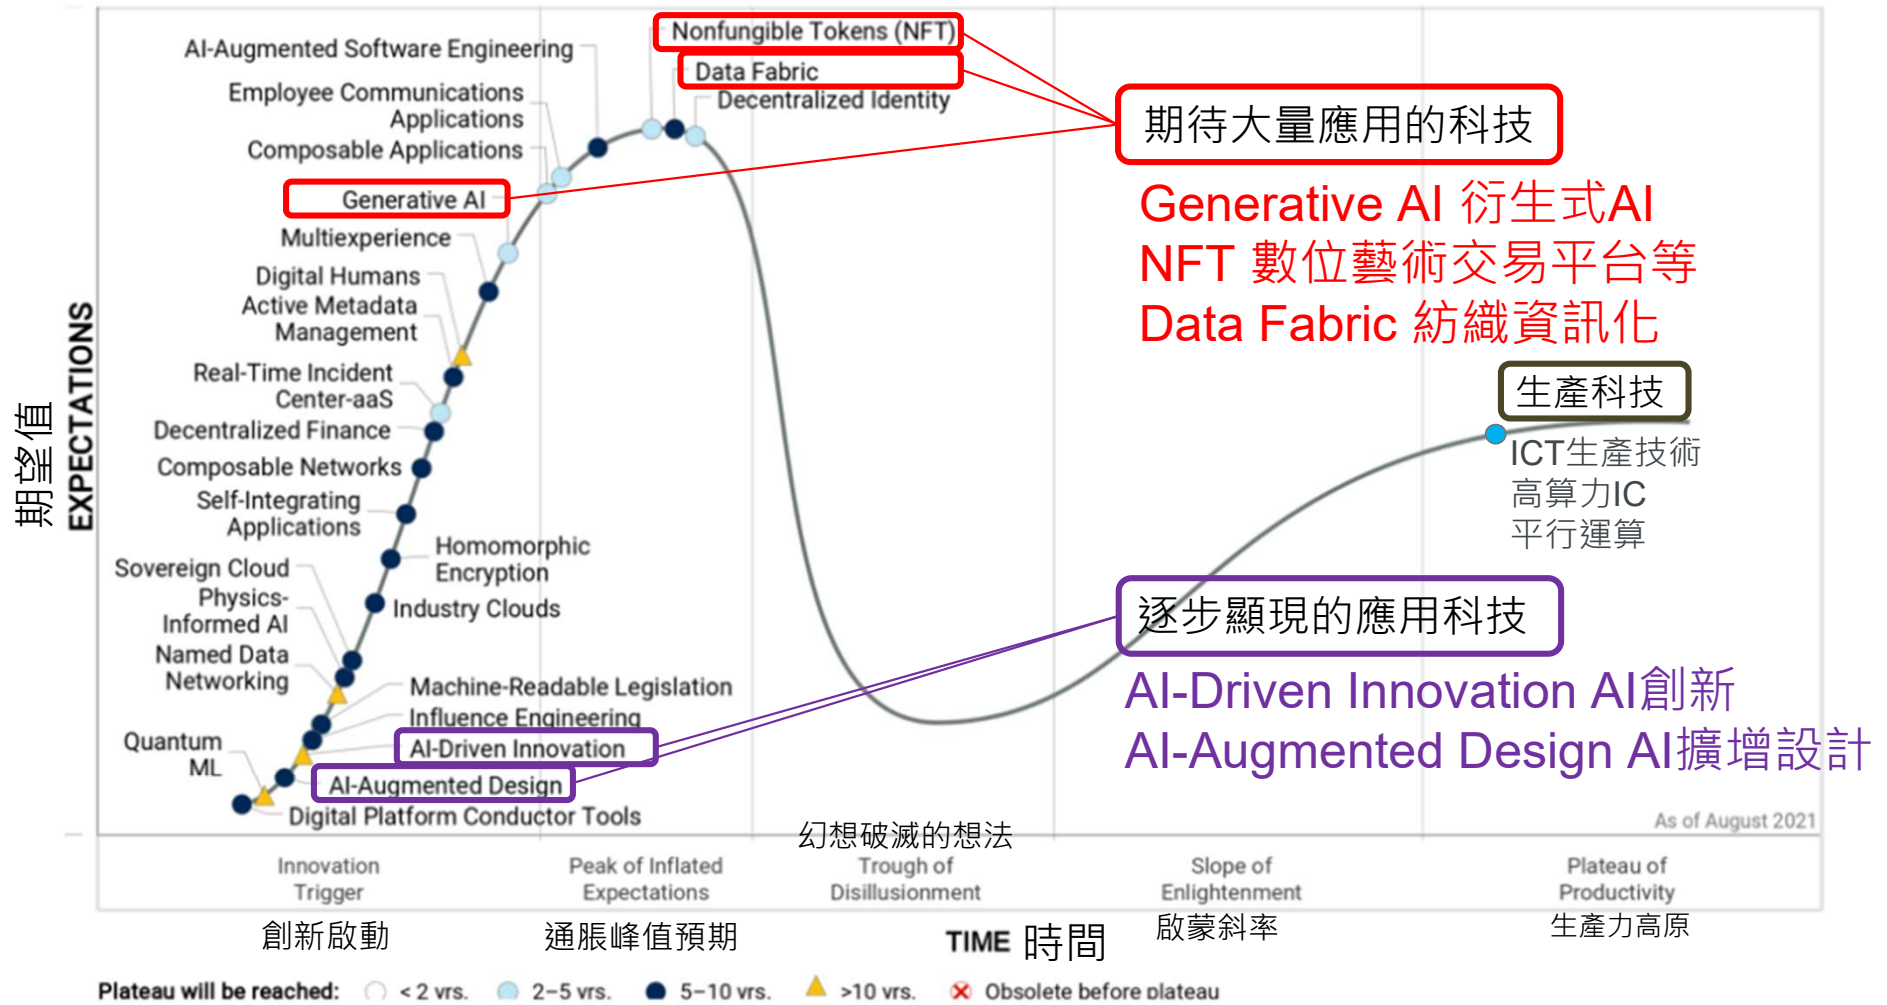 Nonfungible Tokens (NFT)
AI-Augmented Software Engineering
Data Fabric
Employee Communications
Applications
Decentralized Identity
Composable Applications
Generative AI
Multiexperience
Digital Humans
Active Metadata
Management
Real-Time Incident
Center-aaS
Decentralized Finance
Composable Networks
Self-Integrating
Applications
Homomorphic
Encryption
Sovereign Cloud
Physics-
Informed AI
Industry Clouds
Named Data
Networking
Machine-Readable Legislation
Influence Engineering
Quantum
ML
AI-Driven Innovation
AI-Augmented Design
Digital Platform Conductor Tools
期待大量應用的科技
Generative AI 衍生式AI
NFT 數位藝術交易平台等
Data Fabric 紡織資訊化
生產科技
ICT生產技術
高算力IC
平行運算
逐步顯現的應用科技
AI-Driven Innovation AI創新
AI-Augmented Design AI擴增設計
期望值
EXPECTATIONS
As of August 2021
幻想破滅的想法
Innovation
Trigger
Peak of Inflated
Expectations
Trough of
Disillusionment
Slope of
Enlightenment
Plateau of
Productivity
創新啟動
通脹峰值預期
TIME 時間
啟蒙斜率
生產力高原
Plateau will be reached: < 2 yrs. 2–5 yrs. 5–10 yrs. >10 yrs. Obsolete before plateau